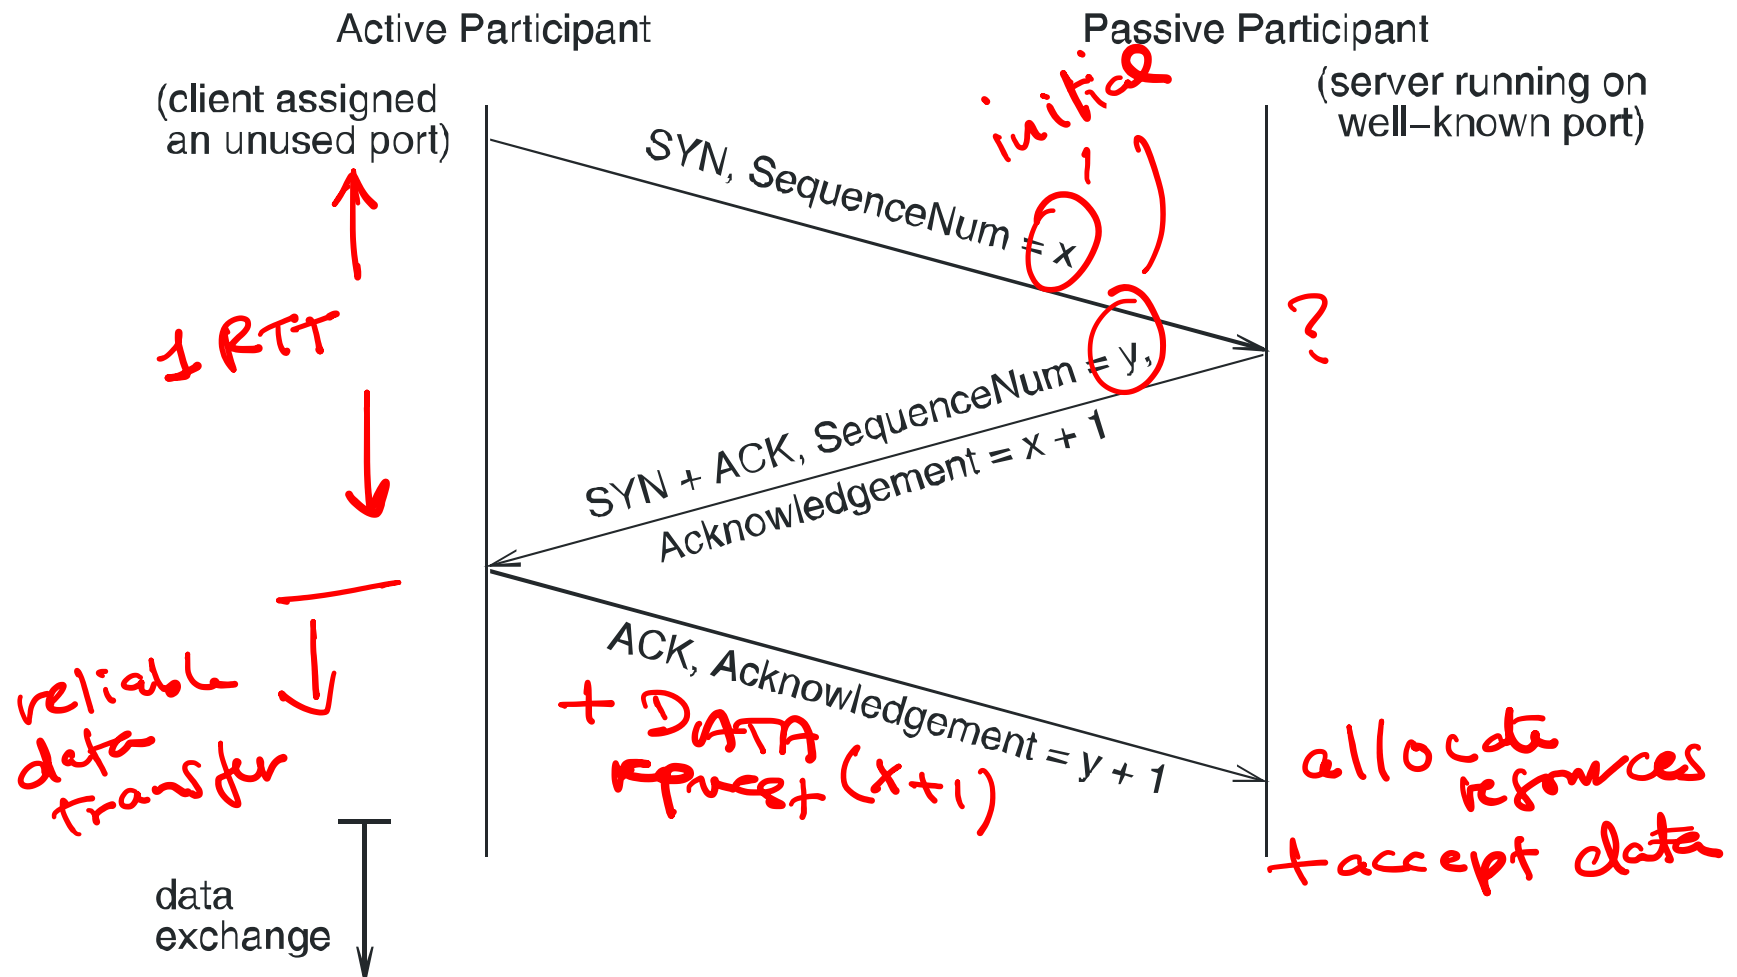 Active Participant
Passive Participant
(client assigned
an unused port)
(server running on
well–known port)
initial
SYN, SequenceNum = x
1 RTT
?
SYN + ACK, SequenceNum = y,
Acknowledgement = x + 1
ACK, Acknowledgement = y + 1
+ DATA
request (x+1)
reliable
data
transfer
allocate
resources
+ accept data
data
exchange